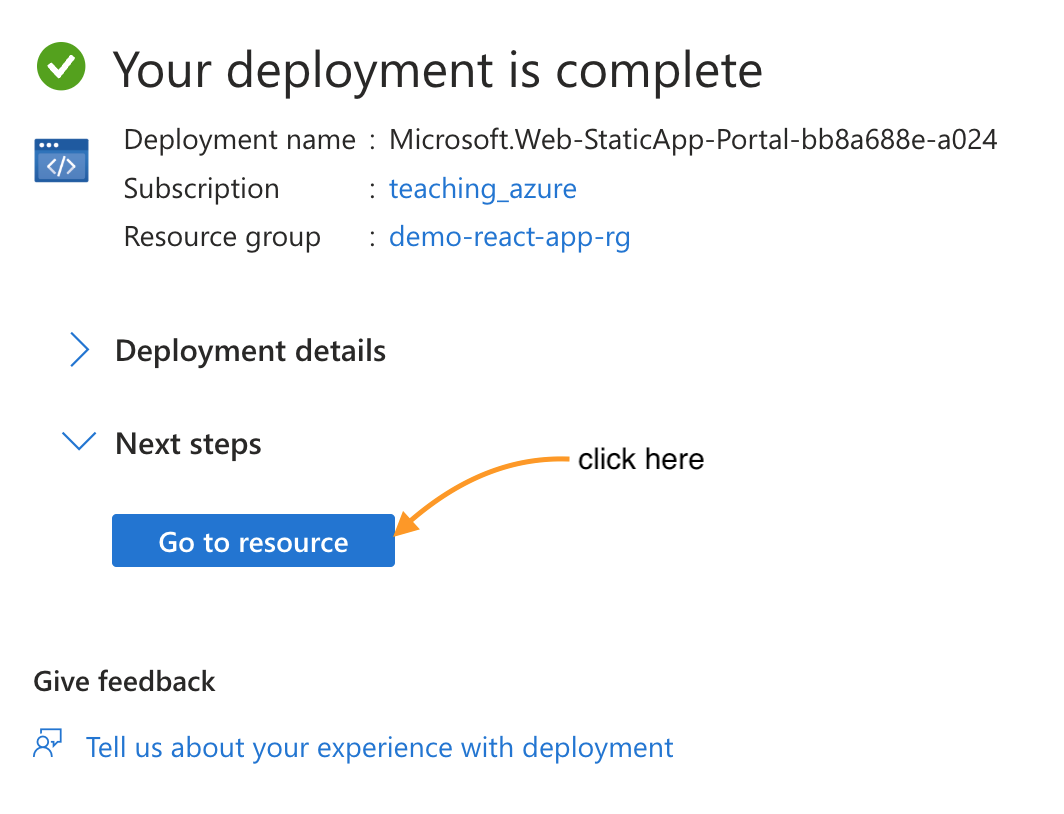 Your deployment is complete
Deployment name : Microsoft.Web-StaticApp-Portal-bb8a688e-a024
Subscription : teaching_azure
Resource group : demo-react-app-rg
Deployment details
Next steps
click here
Go to resource
Give feedback
Tell us about your experience with deployment